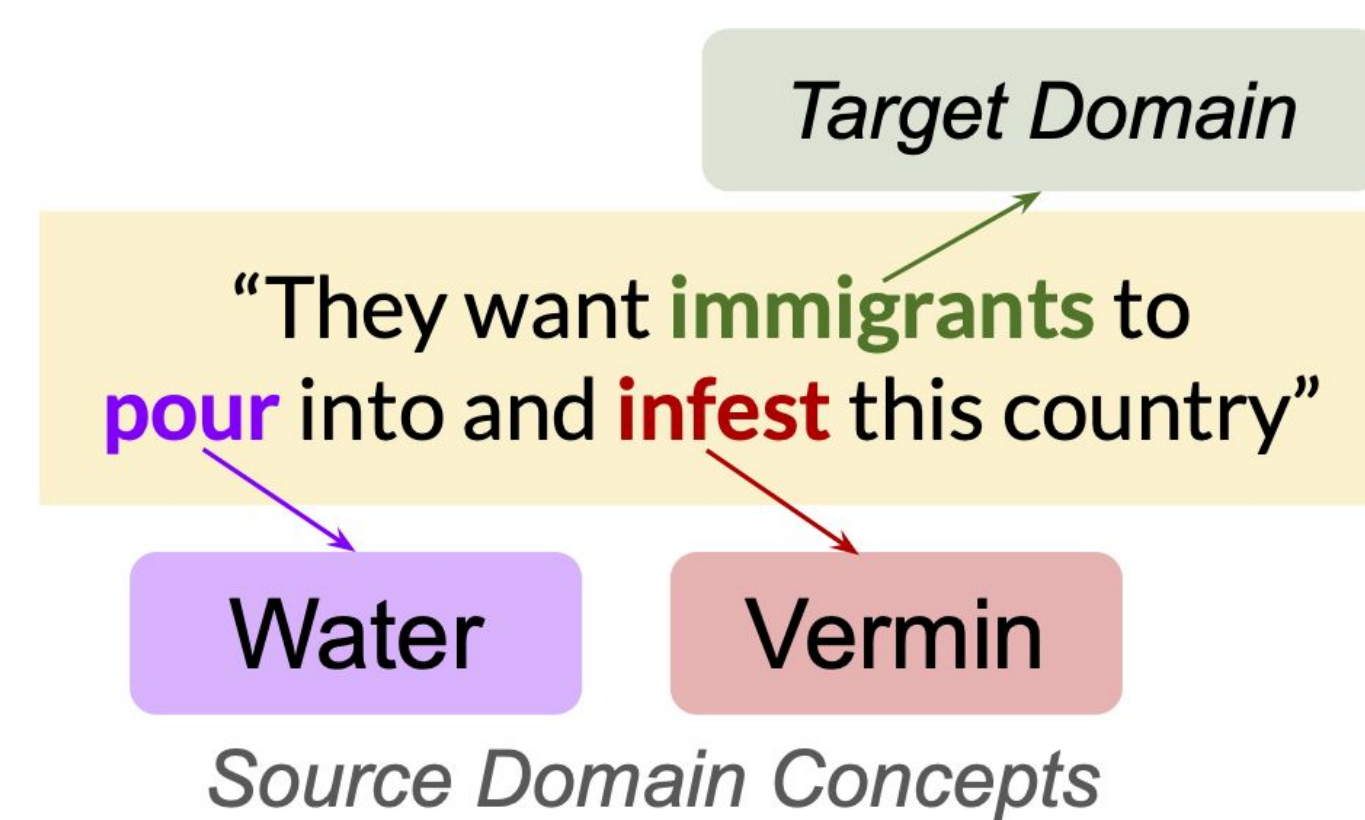 Target Domain
“They want immigrants to
pour into and infest this country”
Water
Vermin
Source Domain Concepts